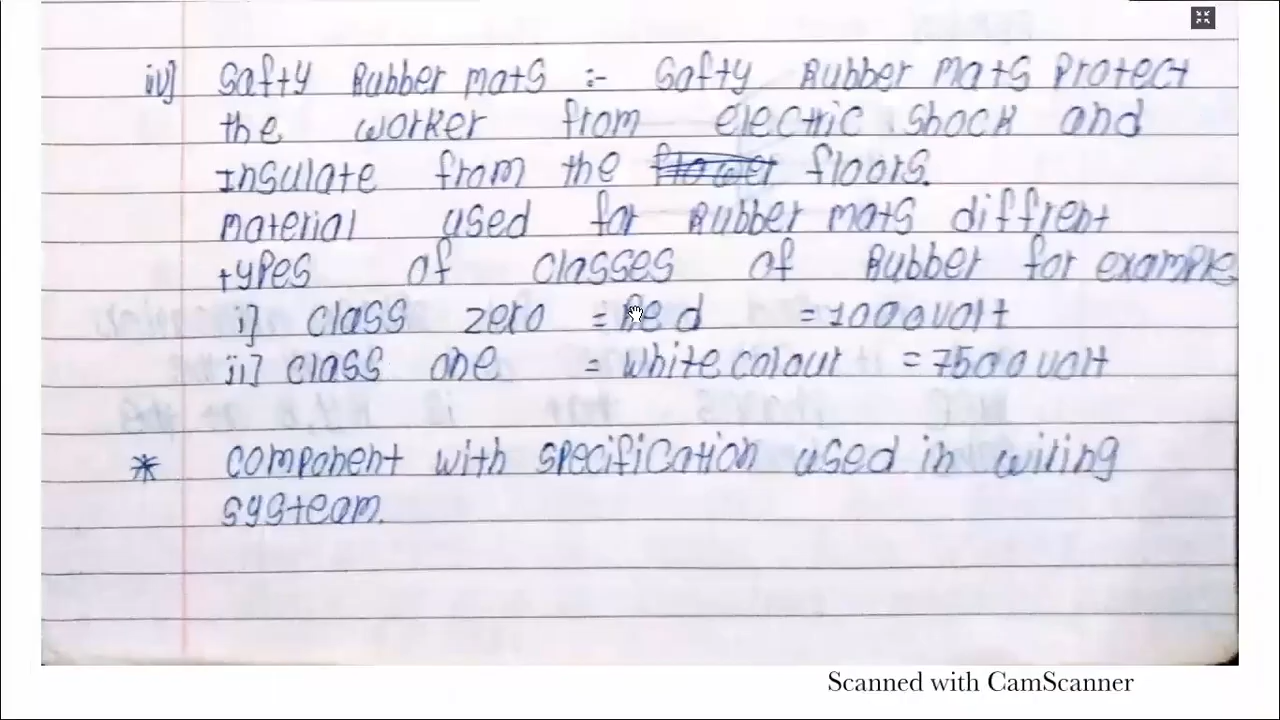 iv] Safty Rubber mats :- Safty Rubber mats Protect
the worker from electric shock and
Insulate from the floors.
material used for Rubber mats diffrent
types of classes of Rubber for example
i] class zero = Red = 1000 volt
ii] class one = white colour = 7500 volt
* component with specification used in wiring
systeam.
Scanned with CamScanner